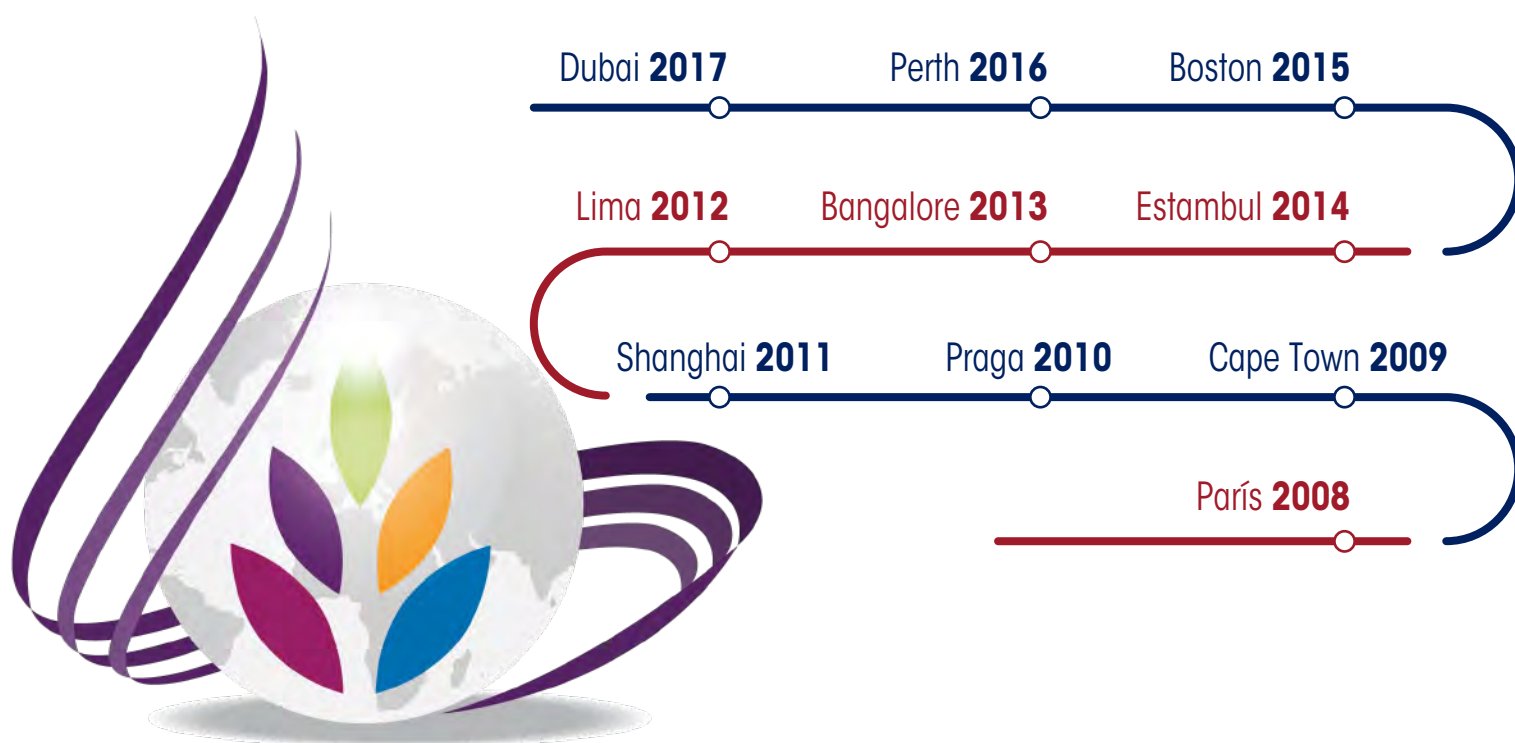 Dubai 2017 Perth 2016 Boston 2015
Lima 2012 Bangalore 2013 Estambul 2014
Shanghai 2011 Praga 2010 Cape Town 2009
París 2008